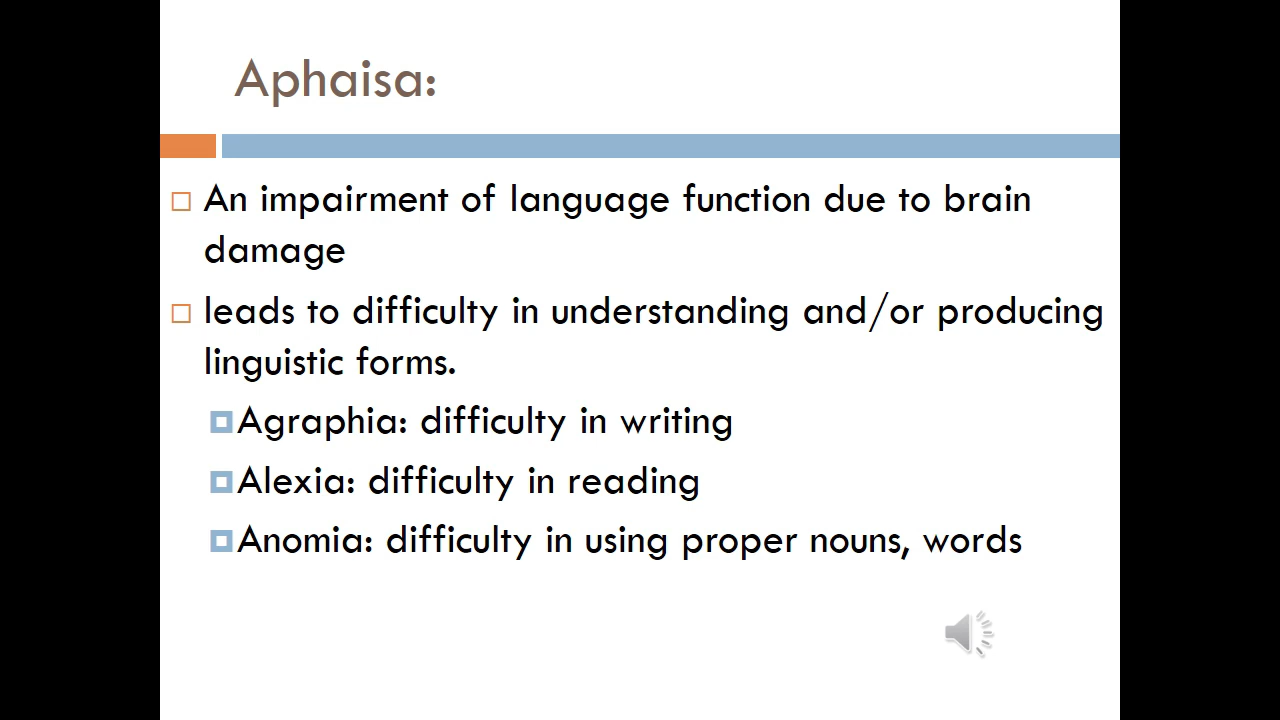 Aphaisa:
An impairment of language function due to brain
damage
leads to difficulty in understanding and/or producing
linguistic forms.
Agraphia: difficulty in writing
Alexia: difficulty in reading
Anomia: difficulty in using proper nouns, words